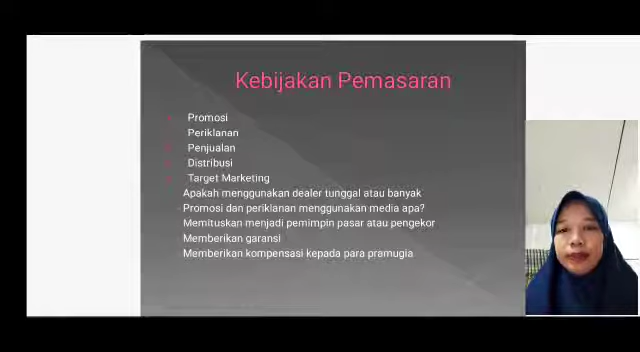 Kebijakan Pemasaran
Promosi
Periklanan
Penjualan
Distribusi
Target Marketing
Apakah menggunakan dealer tunggal atau banyak
Promosi dan periklanan menggunakan media apa?
Memituskan menjadi pemimpin pasar atau pengekor
Memberikan garansi
Memberikan kompensasi kepada para pramugia